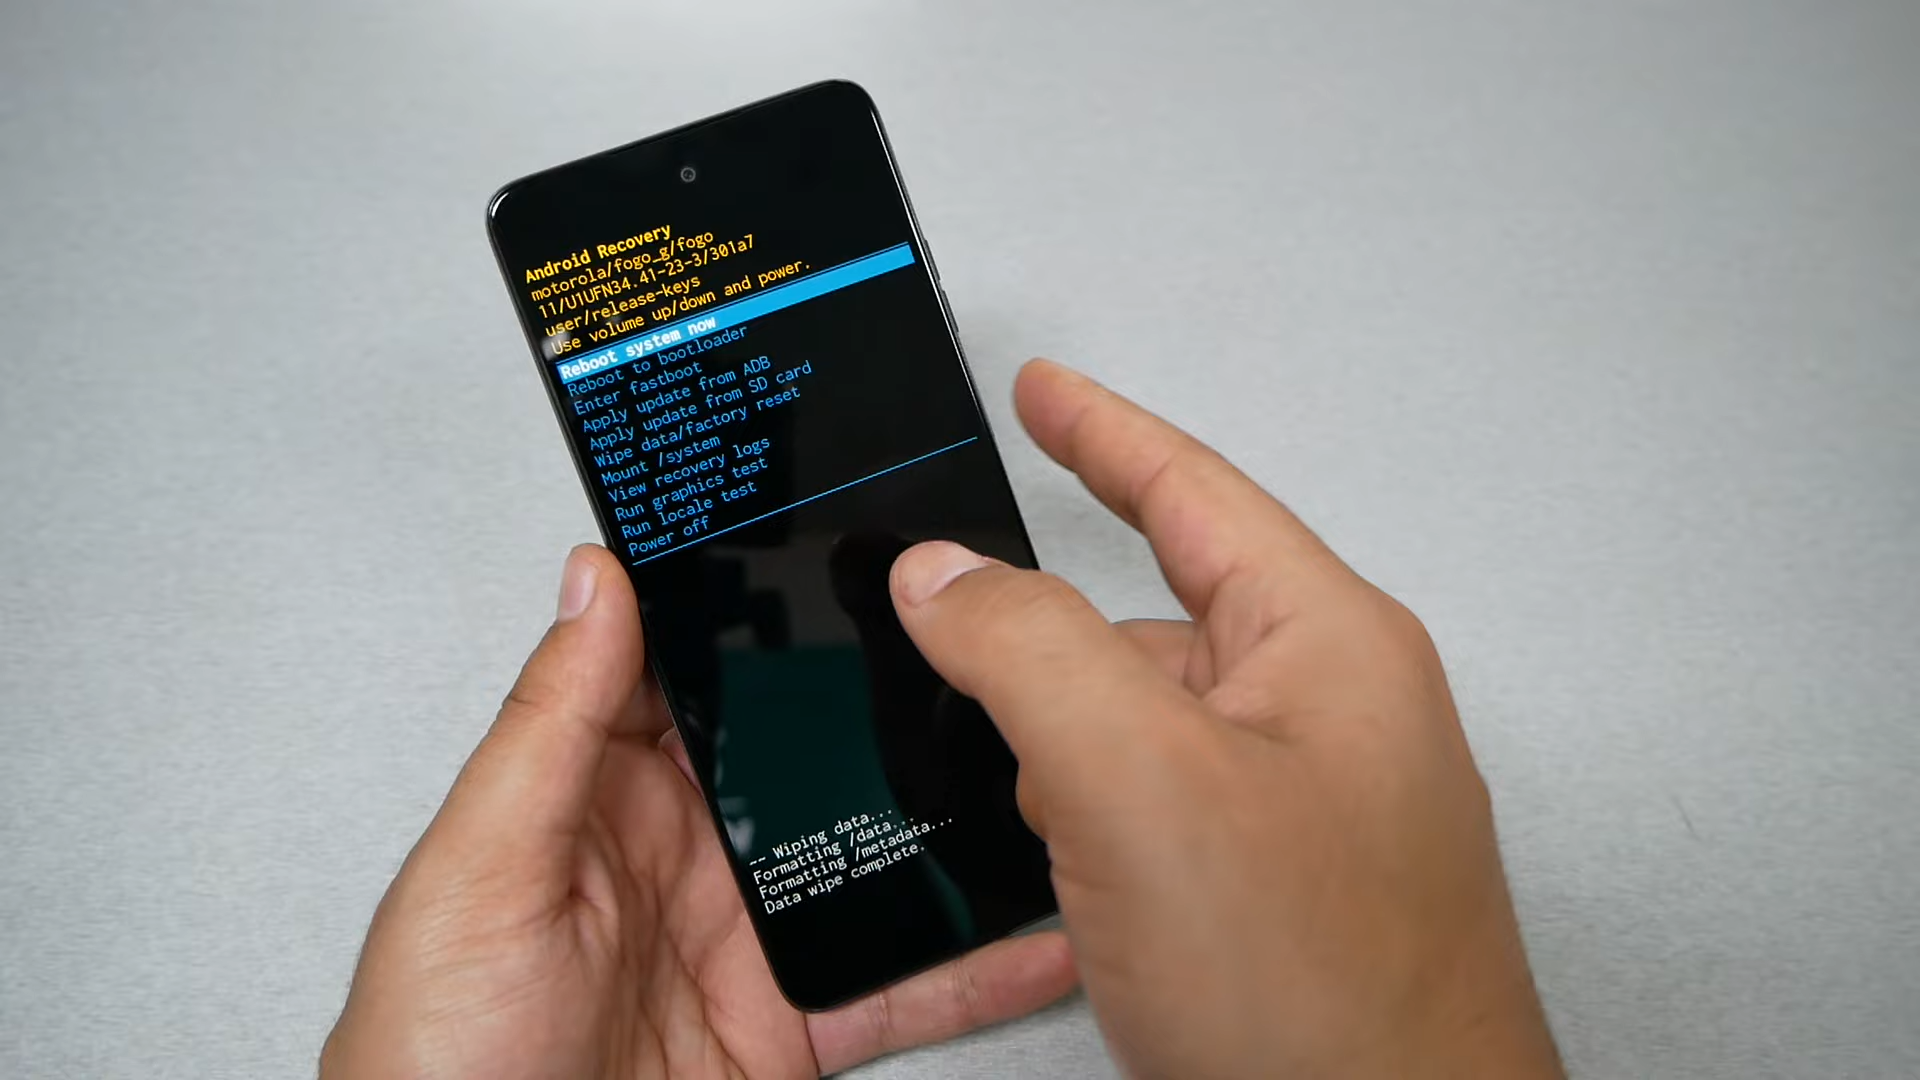 Android Recovery
motorola/fogo_g/fogo
11/U1UFN34.41-23-3/301a7
user/release-keys
Use volume up/down and power.
Reboot system now
Reboot to bootloader
Enter fastboot
Apply update from ADB
Apply update from SD card
Wipe data/factory reset
Mount /system
View recovery logs
Run graphics test
Run locale test
Power off
-- Wiping data...
Formatting /data...
Formatting /metadata...
Data wipe complete.